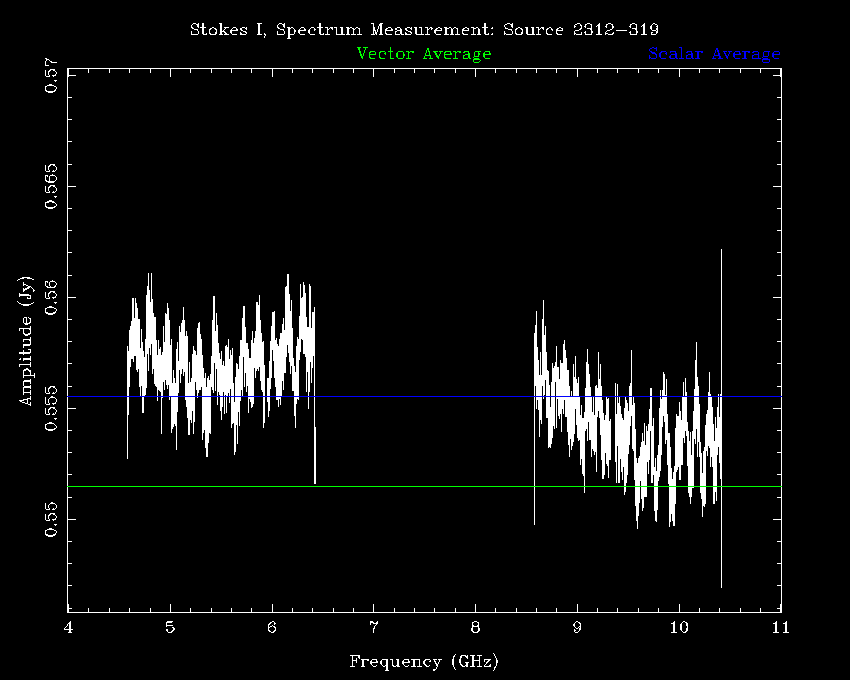 Stokes I, Spectrum Measurement: Source 2312−319
Vector Average Scalar Average
0.57
0.565
0.56
0.555
0.55
Amplitude (Jy)
4 5 6 7 8 9 10 11
Frequency (GHz)